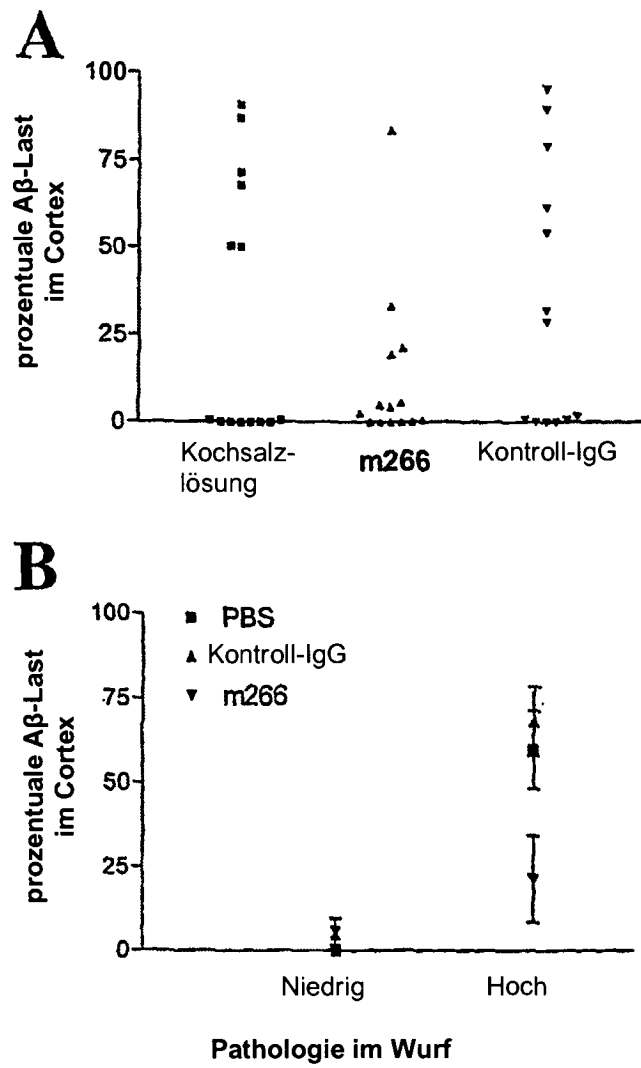 A
100
75
50
25
0
prozentuale Aβ-Last
im Cortex
Kochsalz-
lösung
m266
Kontroll-IgG
B
100
75
50
25
0
prozentuale Aβ-Last
im Cortex
PBS
Kontroll-IgG
m266
Niedrig
Hoch
Pathologie im Wurf